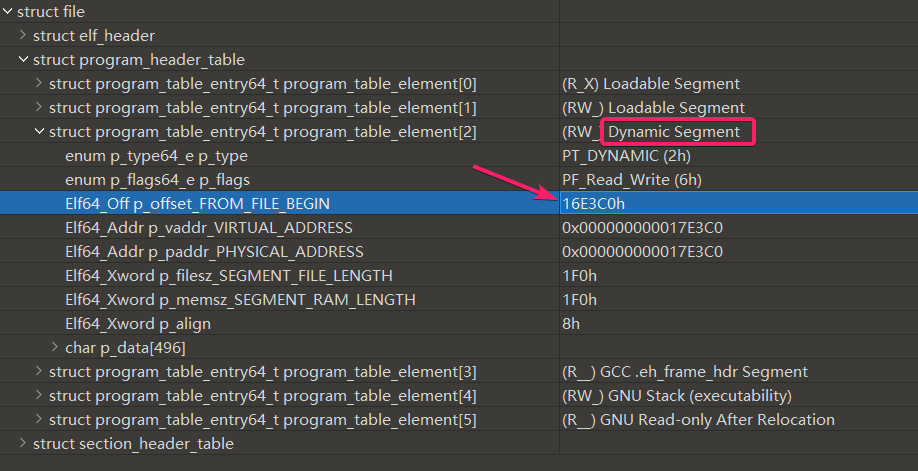 struct file
struct elf_header
struct program_header_table
struct program_table_entry64_t program_table_element[0] (R_X) Loadable Segment
struct program_table_entry64_t program_table_element[1] (RW_) Loadable Segment
struct program_table_entry64_t program_table_element[2] (RW_) Dynamic Segment
enum p_type64_e p_type PT_DYNAMIC (2h)
enum p_flags64_e p_flags PF_Read_Write (6h)
Elf64_Off p_offset_FROM_FILE_BEGIN 16E3C0h
Elf64_Addr p_vaddr_VIRTUAL_ADDRESS 0x000000000017E3C0
Elf64_Addr p_paddr_PHYSICAL_ADDRESS 0x000000000017E3C0
Elf64_Xword p_filesz_SEGMENT_FILE_LENGTH 1F0h
Elf64_Xword p_memsz_SEGMENT_RAM_LENGTH 1F0h
Elf64_Xword p_align 8h
char p_data[496]
struct program_table_entry64_t program_table_element[3] (R__) GCC .eh_frame_hdr Segment
struct program_table_entry64_t program_table_element[4] (RW_) GNU Stack (executability)
struct program_table_entry64_t program_table_element[5] (R__) GNU Read-only After Relocation
struct section_header_table